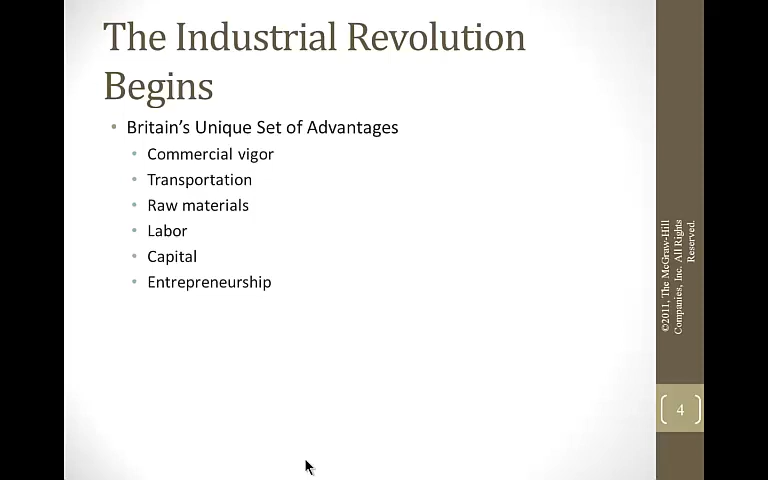 The Industrial Revolution
Begins
• Britain's Unique Set of Advantages
• Commercial vigor
• Transportation
• Raw materials
• Labor
• Capital
• Entrepreneurship
©2011, The McGraw-Hill
Companies, Inc. All Rights
Reserved.
4